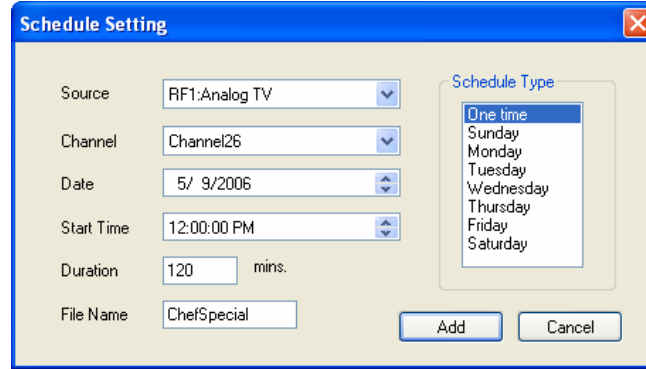 Schedule Setting
Source
RF1:Analog TV
Channel
Channel26
Date
5/ 9/2006
Start Time
12:00:00 PM
Duration
120
mins.
File Name
ChefSpecial
Schedule Type
One time
Sunday
Monday
Tuesday
Wednesday
Thursday
Friday
Saturday
Add
Cancel